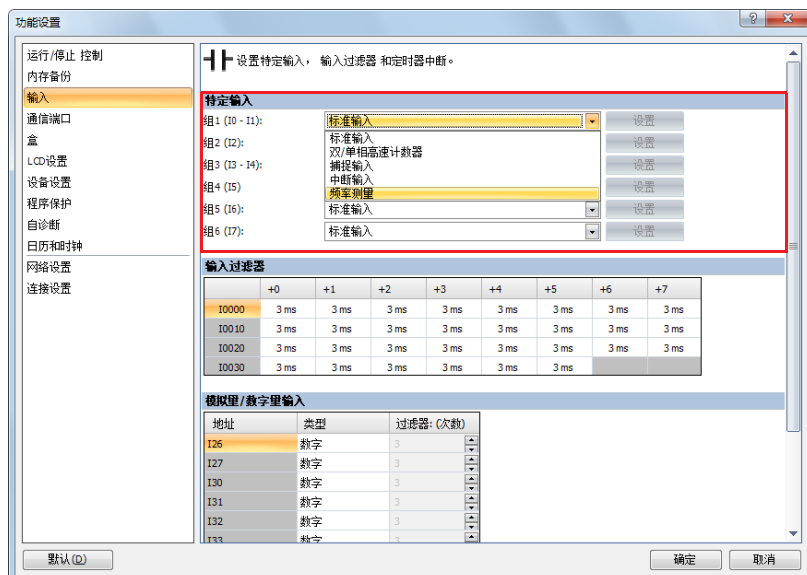 功能设置
运行/停止 控制
内存备份
输入
通信端口
盒
LCD设置
设备设置
程序保护
自诊断
日历和时钟
网络设置
连接设置
设置特定输入， 输入过滤器 和定时器中断。
特定输入
组1 (I0 - I1): 标准输入 设置
标准输入
双/单相高速计数器
捕捉输入
中断输入
频率测量
组2 (I2): 设置
组3 (I3 - I4): 设置
组4 (I5) 设置
组5 (I6): 标准输入 设置
组6 (I7): 标准输入 设置
输入过滤器
+0 +1 +2 +3 +4 +5 +6 +7
I0000 3 ms 3 ms 3 ms 3 ms 3 ms 3 ms 3 ms 3 ms
I0010 3 ms 3 ms 3 ms 3 ms 3 ms 3 ms 3 ms 3 ms
I0020 3 ms 3 ms 3 ms 3 ms 3 ms 3 ms 3 ms 3 ms
I0030 3 ms 3 ms 3 ms 3 ms 3 ms 3 ms
模拟里/数字里输入
地址 类型 过滤器: (次数)
I26 数字 3
I27 数字 3
I30 数字 3
I31 数字 3
I32 数字 3
I33 数字 3
默认(D) 确定 取消